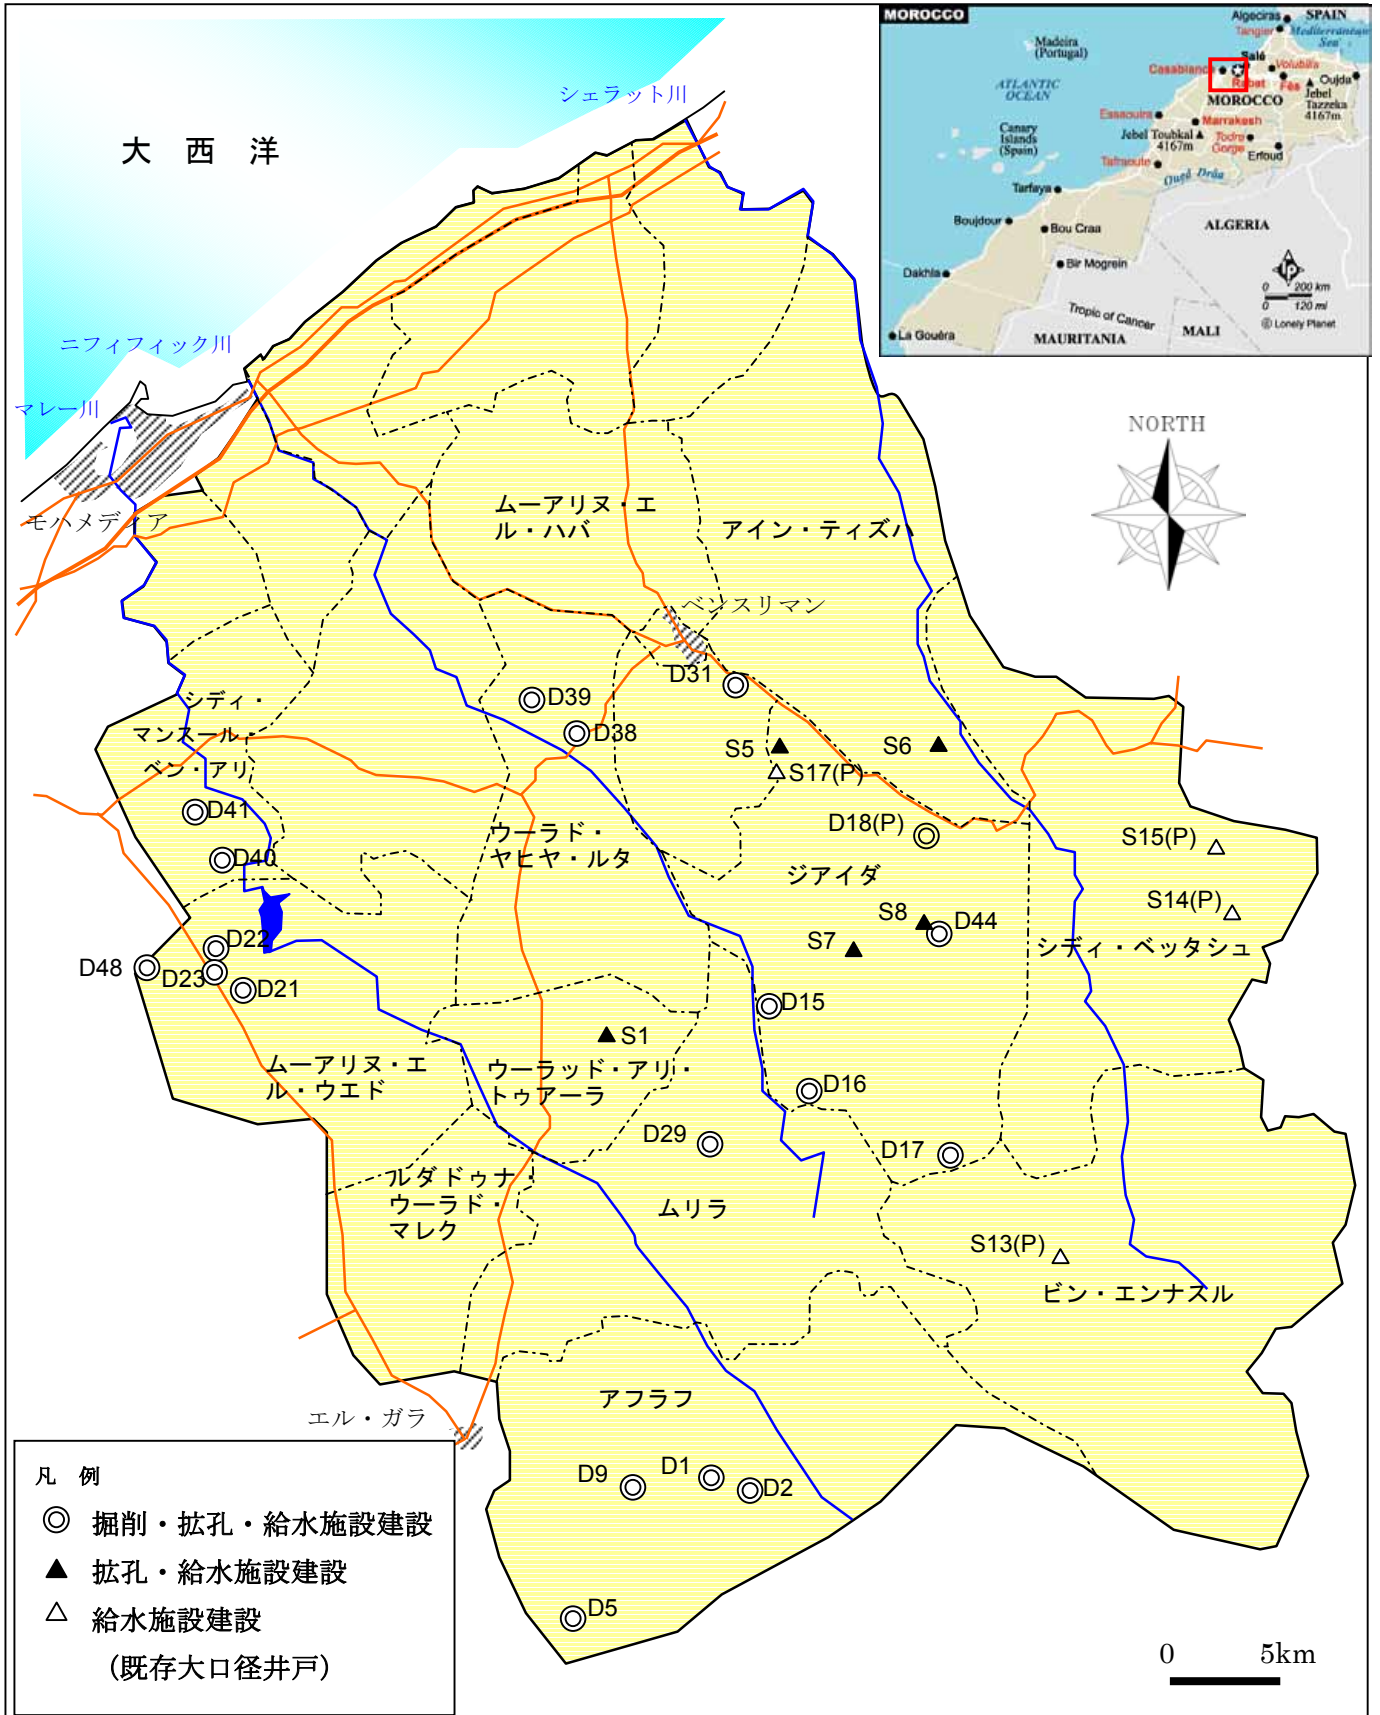 MOROCCO
Algeciras
SPAIN
Tangier
Mediterranean
Sea
Madeira
(Portugal)
Salé
Volubilis
Casablanca
Rabat
Fès
Oujda
ATLANTIC
OCEAN
MOROCCO
Jebel
Tazzeka
4167m
Essaouira
Marrakesh
Canary
Islands
(Spain)
Jebel Toubkal
4167m
Todra
Gorge
Erfoud
Tafraoute
Oued Drâa
Tarfaya
Boujdour
Bou Craa
ALGERIA
Bir Mogrein
Dakhla
0 200 km
0 120 mi
Tropic of Cancer
© Lonely Planet
La Gouéra
MAURITANIA
MALI
シェラット川
大 西 洋
ニフィフィック川
マレー川
NORTH
モハメディア
ムーアリヌ・エ
ル・ハバ
アイン・ティズハ
ベンスリマン
D31
D39
D38
シディ・
マンスール・
ベン・アリ
S5
S6
S17(P)
D41
D18(P)
S15(P)
ウーラド・
ヤヒヤ・ルタ
D40
ジアイダ
S14(P)
S8
D44
シディ・ベッタシュ
S7
D22
D48
D23
D21
D15
S1
ムーアリヌ・エ
ル・ウエド
ウーラッド・アリ・
トゥアーラ
D16
D29
D17
ルダドゥナ・
ウーラド・
マレク
ムリラ
S13(P)
ビン・エンナスル
アフラフ
エル・ガラ
D9
D1
D2
D5
凡 例
掘削・拡孔・給水施設建設
拡孔・給水施設建設
給水施設建設
(既存大口径井戸)
0 5km